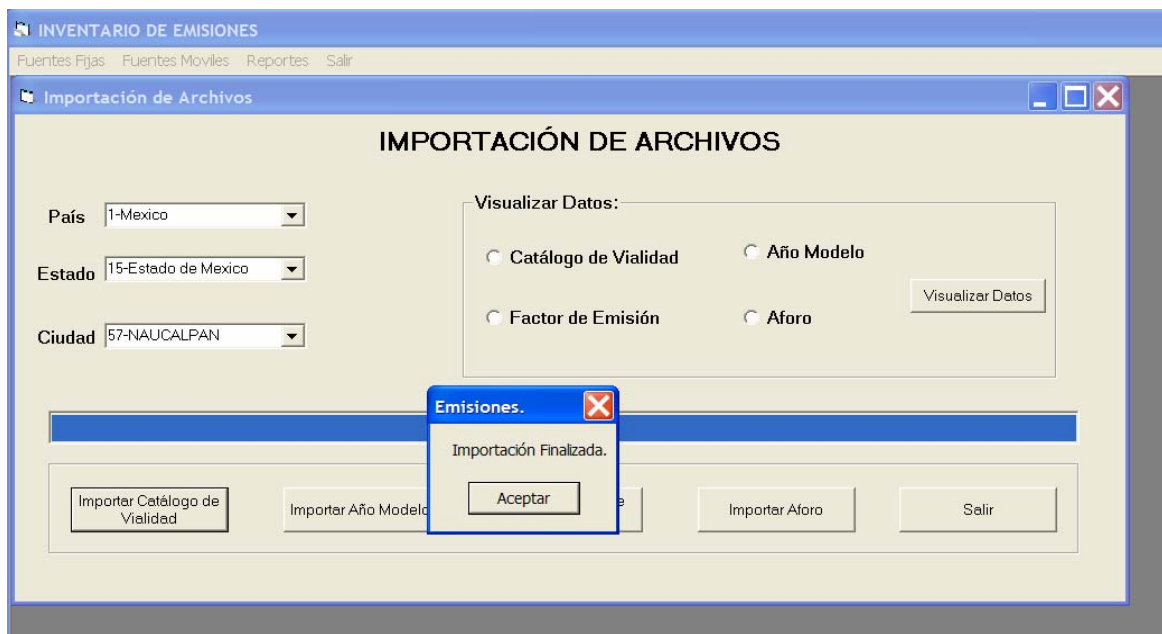 INVENTARIO DE EMISIONES
Fuentes Fijas Fuentes Moviles Reportes Salir
Importación de Archivos
IMPORTACIÓN DE ARCHIVOS
País 1-Mexico
Estado 15-Estado de Mexico
Ciudad 57-NAUCALPAN
Visualizar Datos:
Catálogo de Vialidad Año Modelo
Factor de Emisión Aforo
Visualizar Datos
Emisiones.
Importación Finalizada.
Aceptar
Importar Catálogo de
Vialidad
Importar Año Modelo
Importar Aforo
Salir